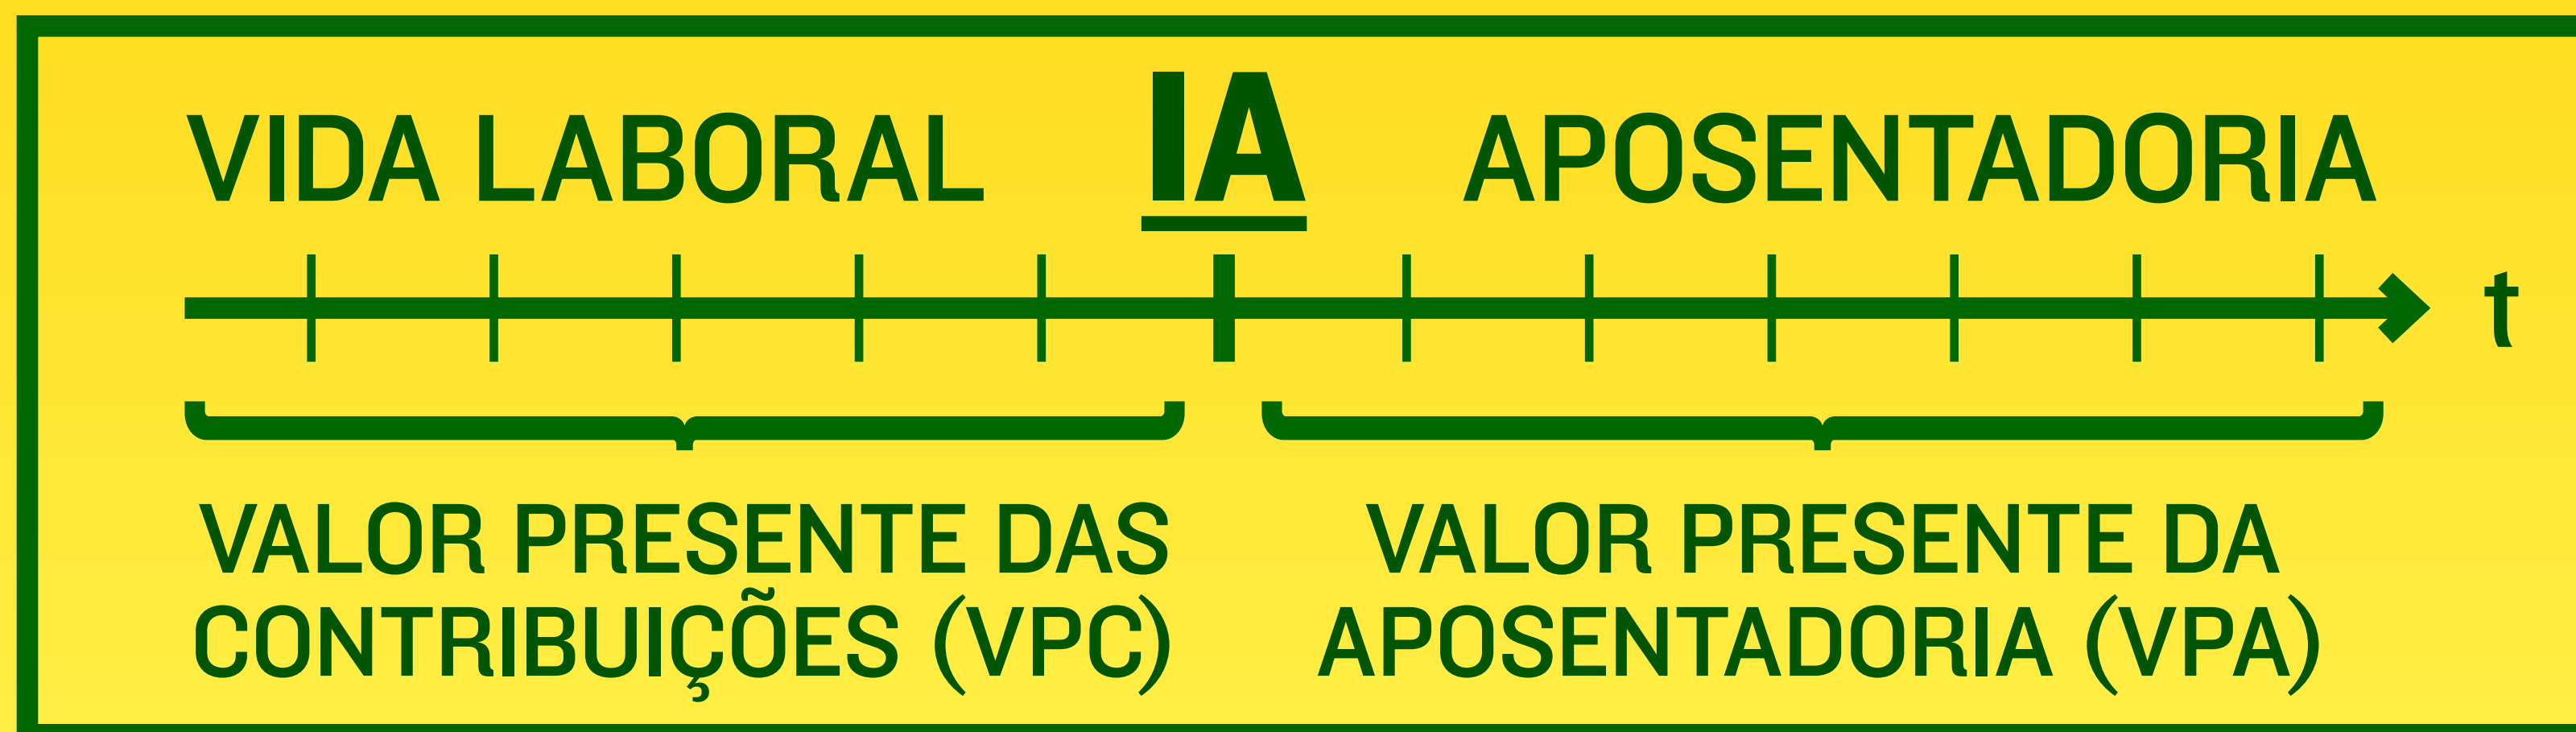 VIDA LABORAL IA APOSENTADORIA
t
VALOR PRESENTE DAS
CONTRIBUIÇÕES (VPC)
VALOR PRESENTE DA
APOSENTADORIA (VPA)